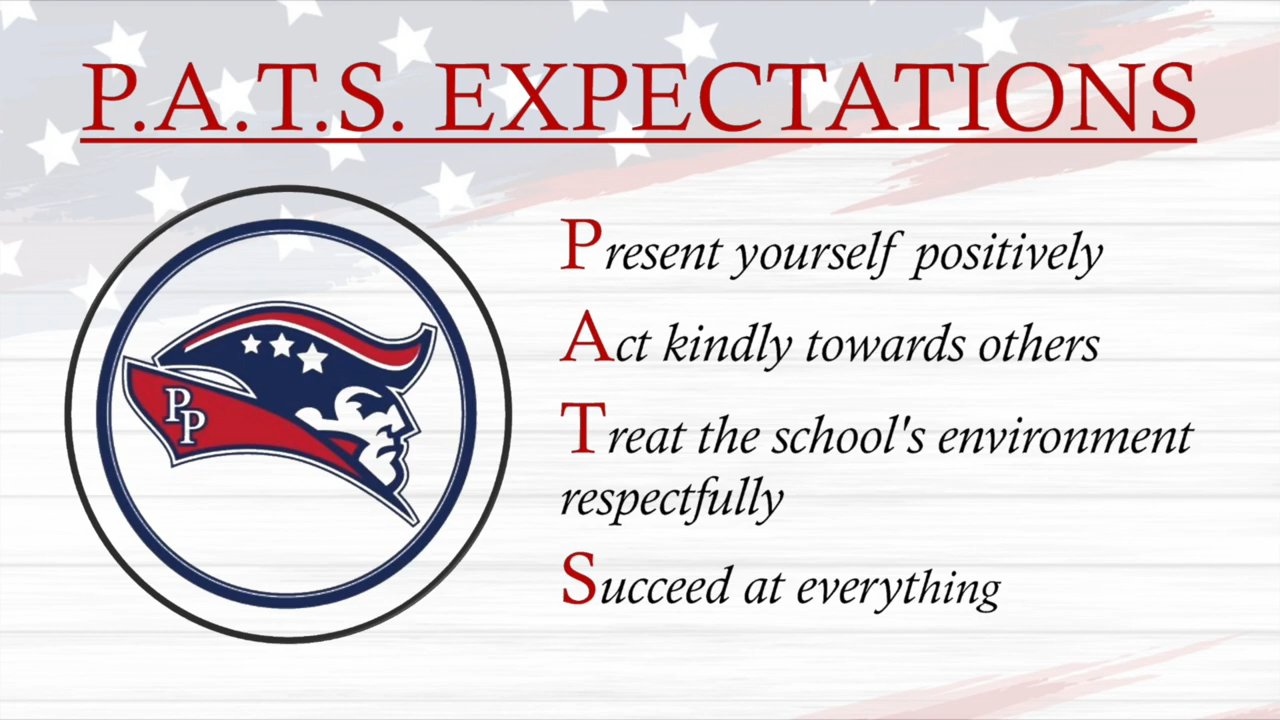 P.A.T.S. EXPECTATIONS
PP
Present yourself positively
Act kindly towards others
Treat the school's environment
respectfully
Succeed at everything